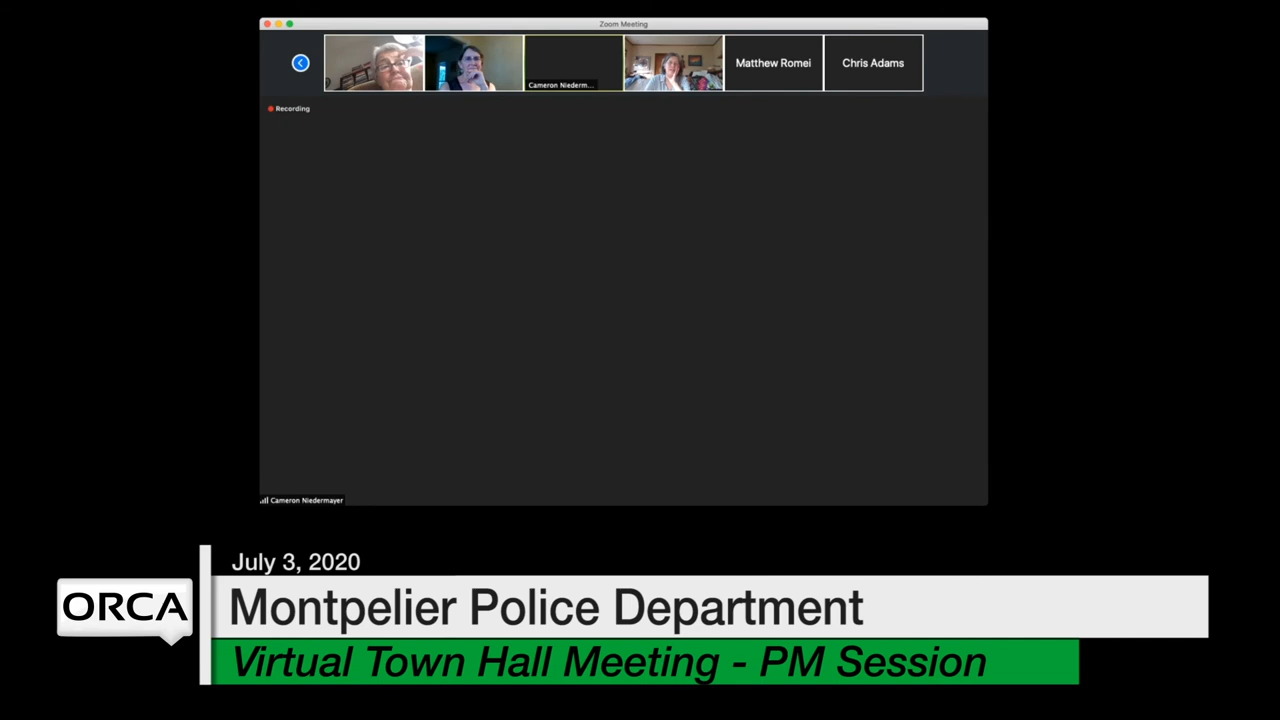 Zoom Meeting
Cameron Niederm...
Matthew Romei
Chris Adams
Recording
Cameron Niedermayer
July 3, 2020
ORCA
Montpelier Police Department
Virtual Town Hall Meeting - PM Session